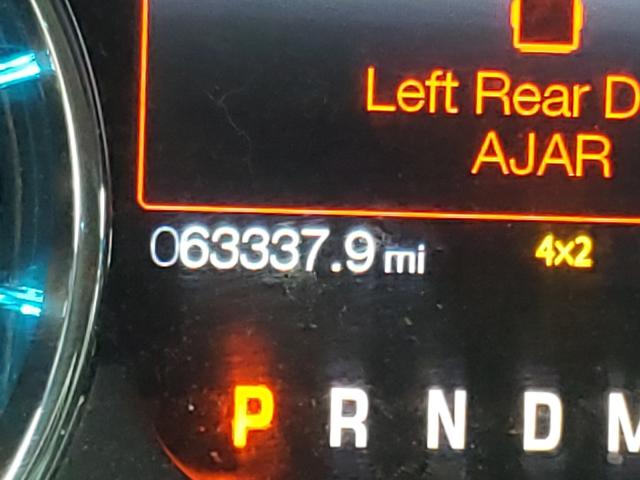 Left Rear D
AJAR
063337.9 mi 4x2
P R N D M